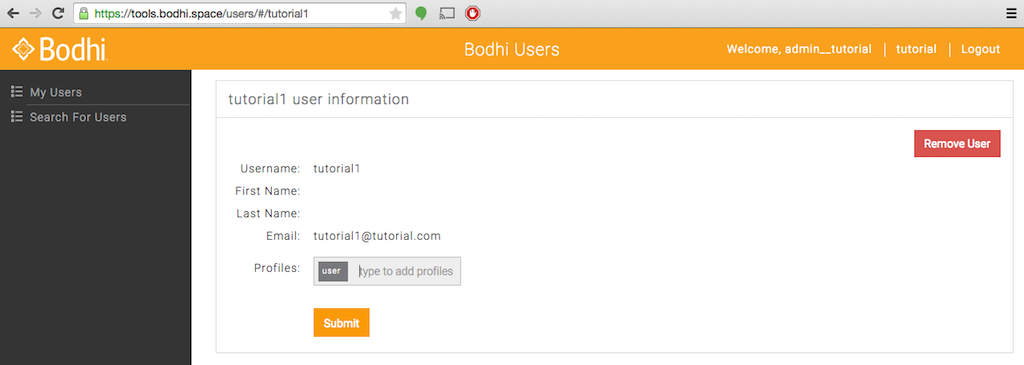 https://tools.bodhi.space/users/#/tutorial1
Bodhi
Bodhi Users
Welcome, admin__tutorial
tutorial
Logout
My Users
Search For Users
tutorial1 user information
Remove User
Username: tutorial1
First Name:
Last Name:
Email: tutorial1@tutorial.com
Profiles: user type to add profiles
Submit